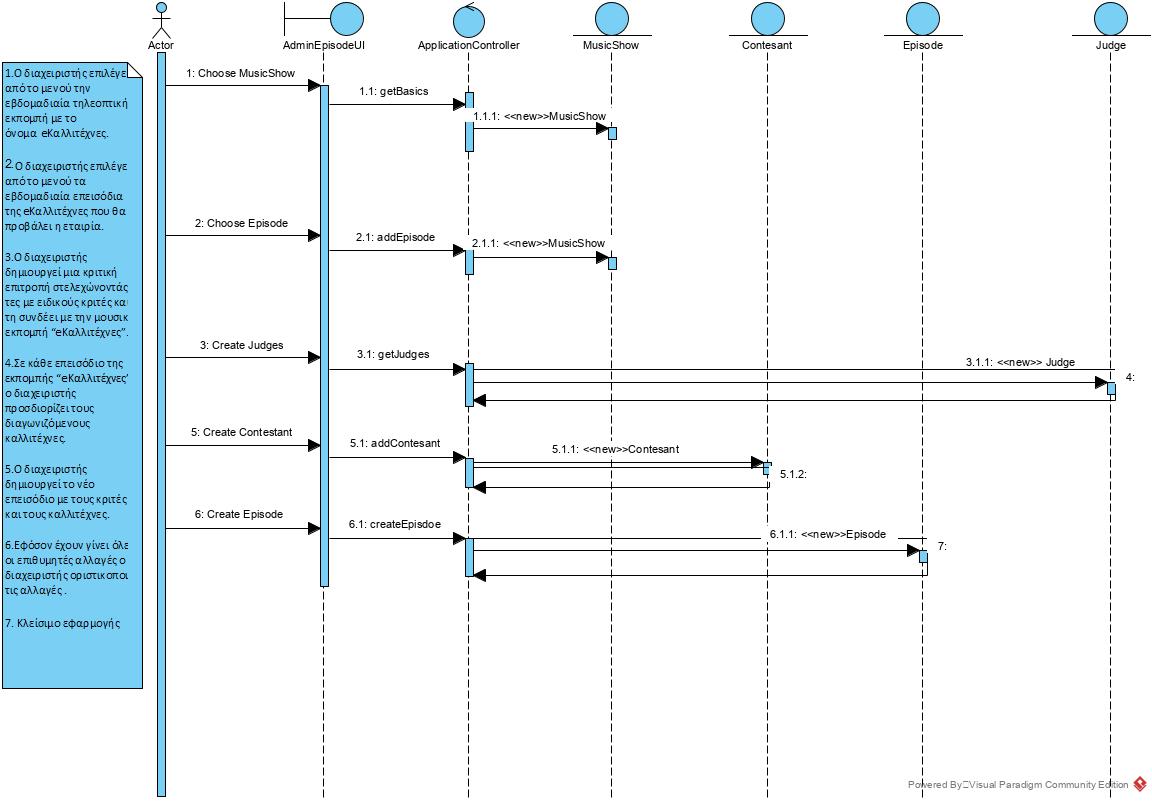 Actor
AdminEpisodeUI
ApplicationController
MusicShow
Contesant
Episode
Judge
1.Ο διαχειριστής επιλέγε
από το μενού την
εβδομαδιαία τηλεοπτική
εκπομπή με το
όνομα eΚαλλιτέχνες.
2.Ο διαχειριστής επιλέγε
από το μενού τα
εβδομαδιαία επεισόδια
της eΚαλλιτέχνες που θα
προβάλει η εταιρία.
3.Ο διαχειριστής
δημιουργεί μια κριτική
επιτροπή στελεχώνοντάς
τες με ειδικούς κριτές και
τη συνδέει με την μουσικ
εκπομπή “eΚαλλιτέχνες”.
4.Σε κάθε επεισόδιο της
εκπομπής “eΚαλλιτέχνες”
ο διαχειριστής
προσδιορίζει τους
διαγωνιζόμενους
καλλιτέχνες.
5.Ο διαχειριστής
δημιουργεί το νέο
επεισόδιο με τους κριτές
και τους καλλιτέχνες.
6.Εφόσον έχουν γίνει όλε
οι επιθυμητές αλλαγές ο
διαχειριστής οριστικοποι
τις αλλαγές .
7. Κλείσιμο εφαρμογής
1: Choose MusicShow
1.1: getBasics
1.1.1: <<new>>MusicShow
2: Choose Episode
2.1: addEpisode
2.1.1: <<new>>MusicShow
3: Create Judges
3.1: getJudges
3.1.1: <<new>> Judge
4:
5: Create Contestant
5.1: addContesant
5.1.1: <<new>>Contesant
5.1.2:
6: Create Episode
6.1: createEpisdoe
6.1.1: <<new>>Episode
7:
Powered By Visual Paradigm Community Edition